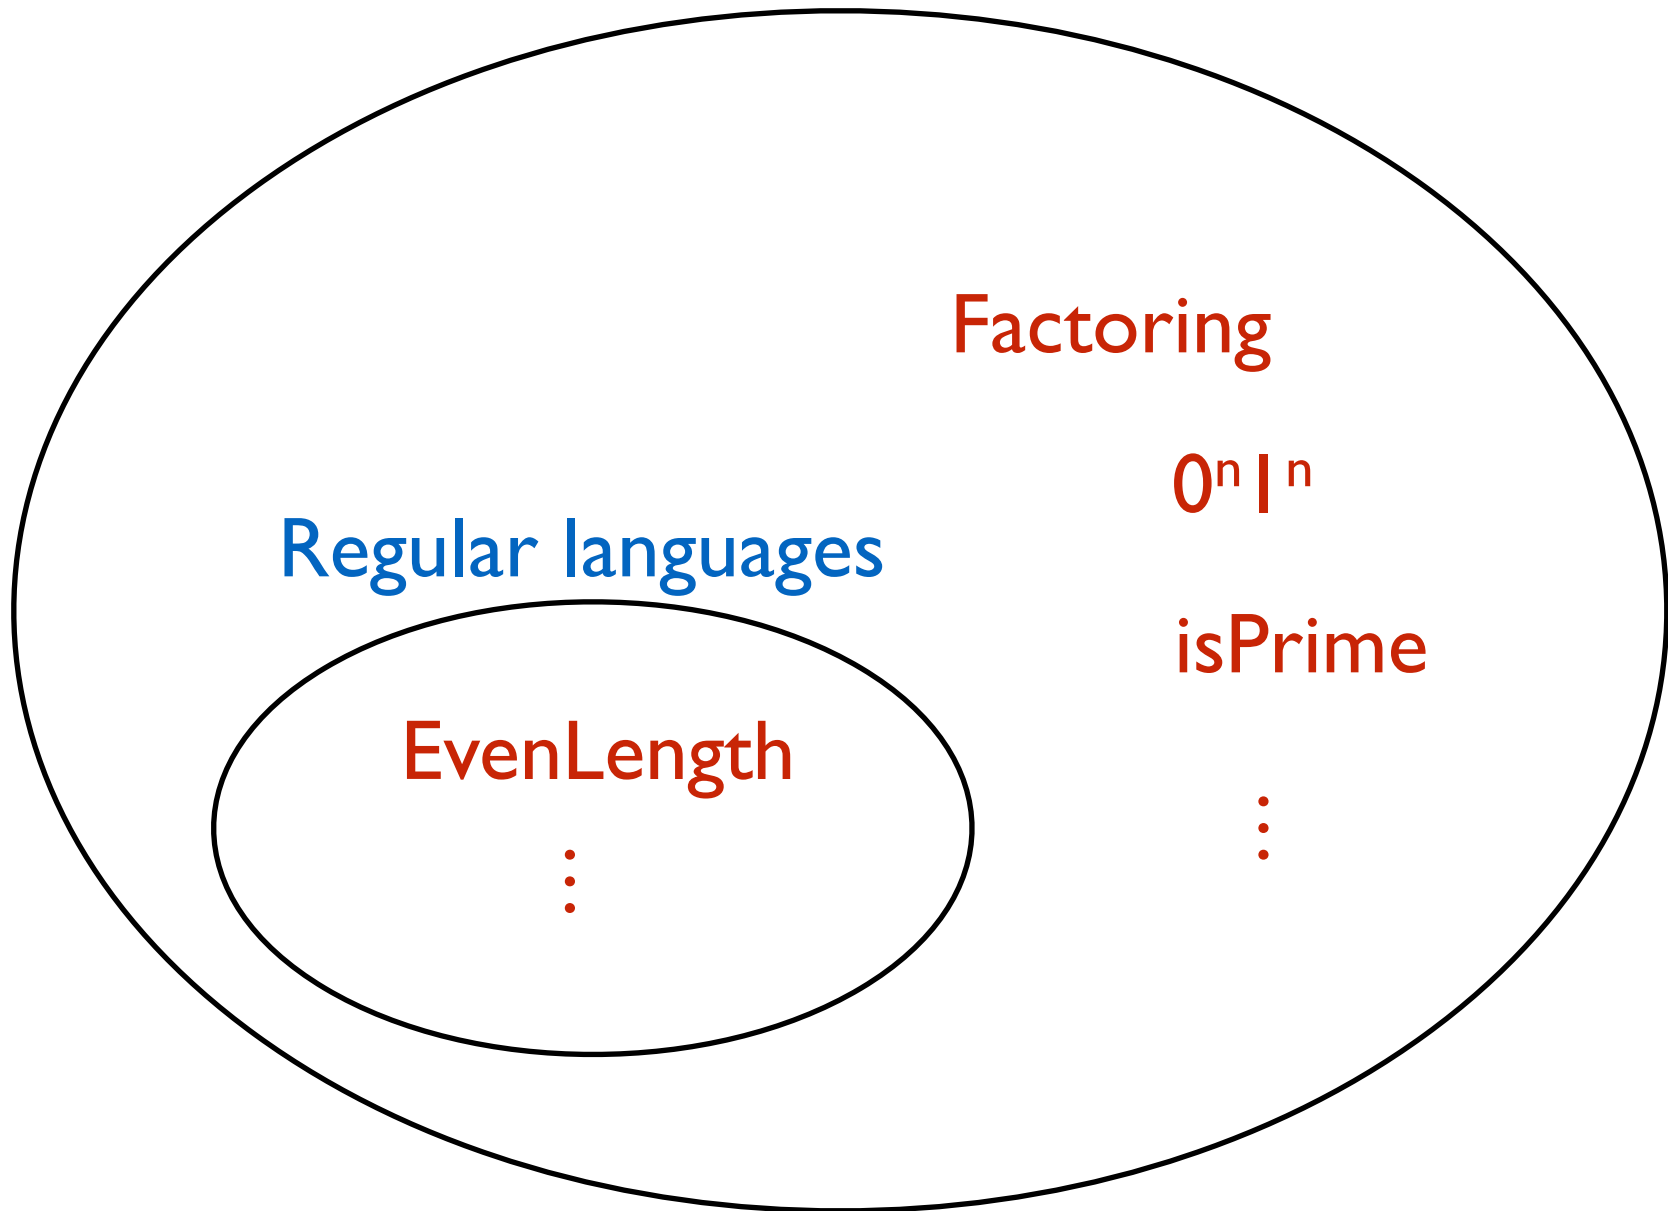 Factoring
0ⁿ1ⁿ
Regular languages
isPrime
EvenLength
⋮
⋮